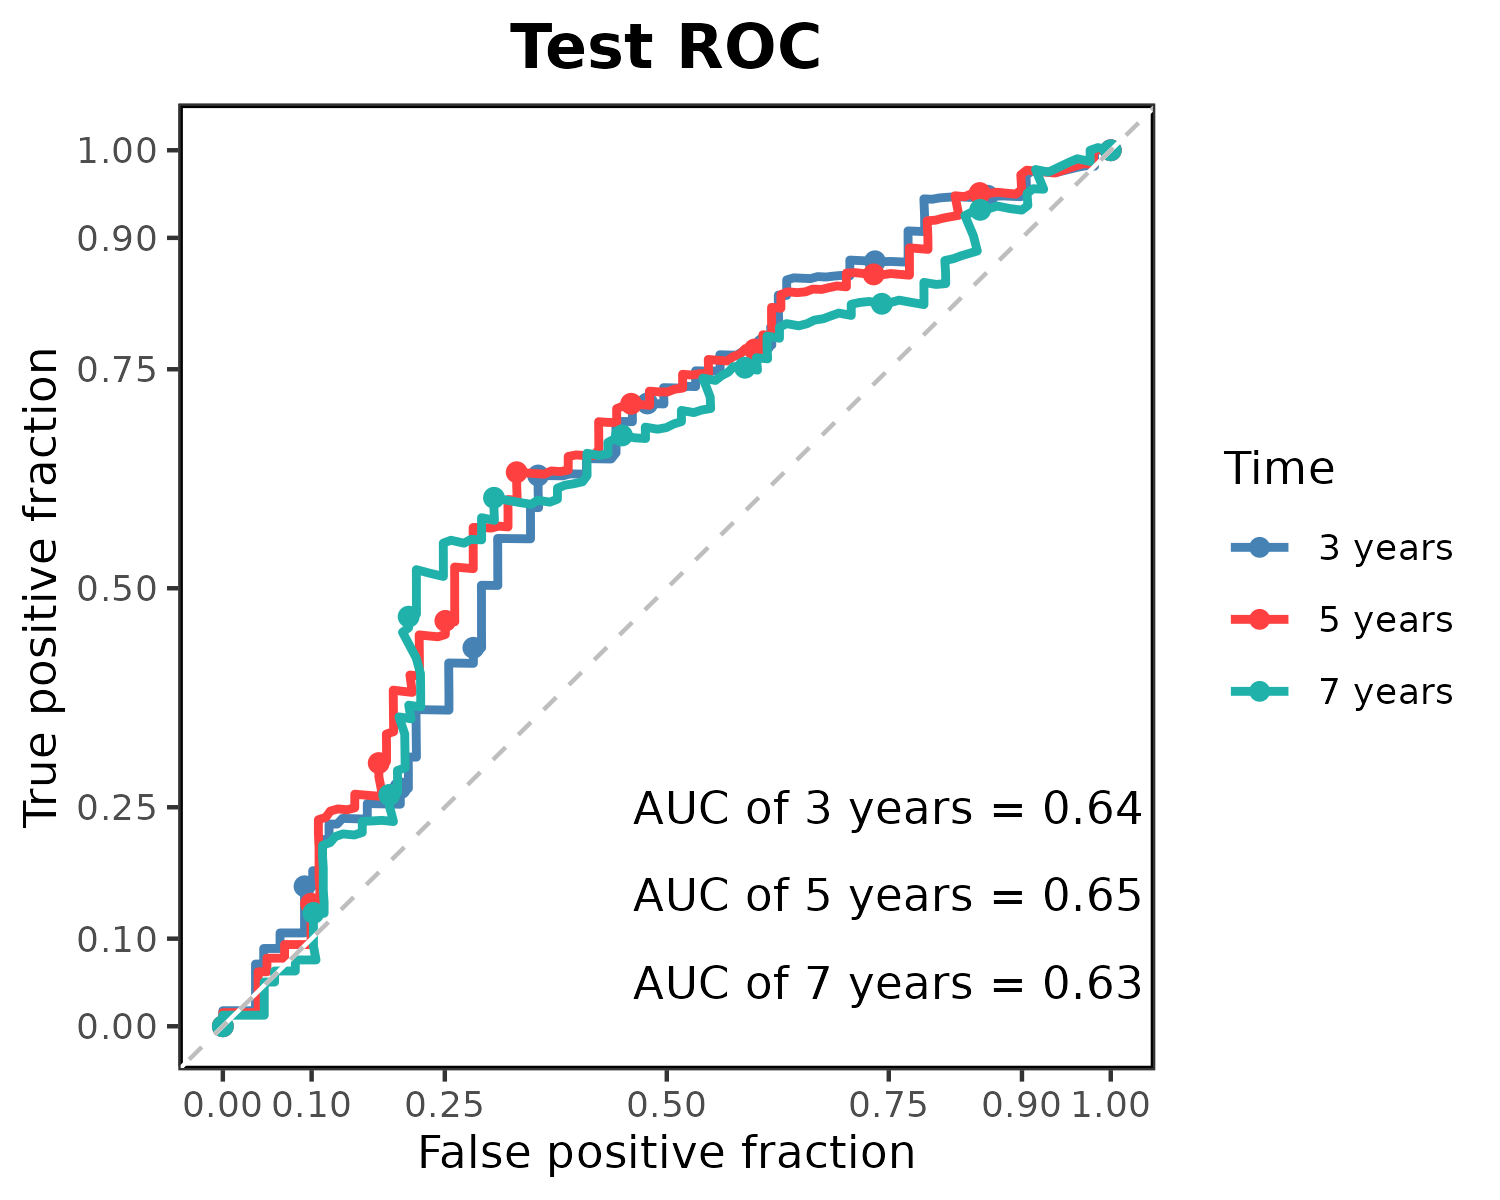 Test ROC
True positive fraction
1.00
0.90
0.75
0.50
0.25
0.10
0.00
AUC of 3 years = 0.64
AUC of 5 years = 0.65
AUC of 7 years = 0.63
0.00 0.10 0.25 0.50 0.75 0.90 1.00
False positive fraction
Time
3 years
5 years
7 years